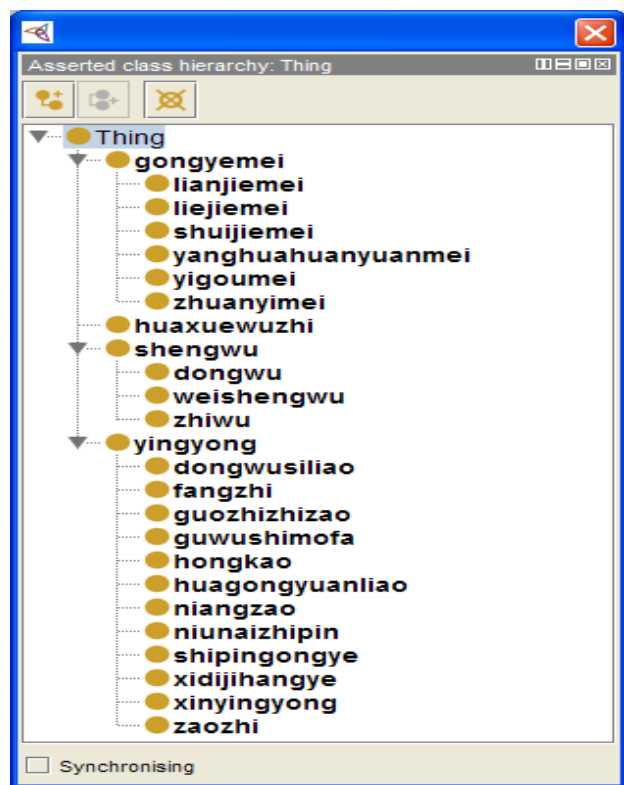 Asserted class hierarchy: Thing
Thing
gongyemei
lianjiemei
liejiemei
shuijiemei
yanghuahuanyuanmei
yigoumei
zhuanyimei
huaxuewuzhi
shengwu
dongwu
weishengwu
zhiwu
yingyong
dongwusiliao
fangzhi
guozhizhizao
guwushimofa
hongkao
huagongyuanliao
niangzao
niunaizhipin
shipingongye
xidijihangye
xinyingyong
zaozhi
Synchronising